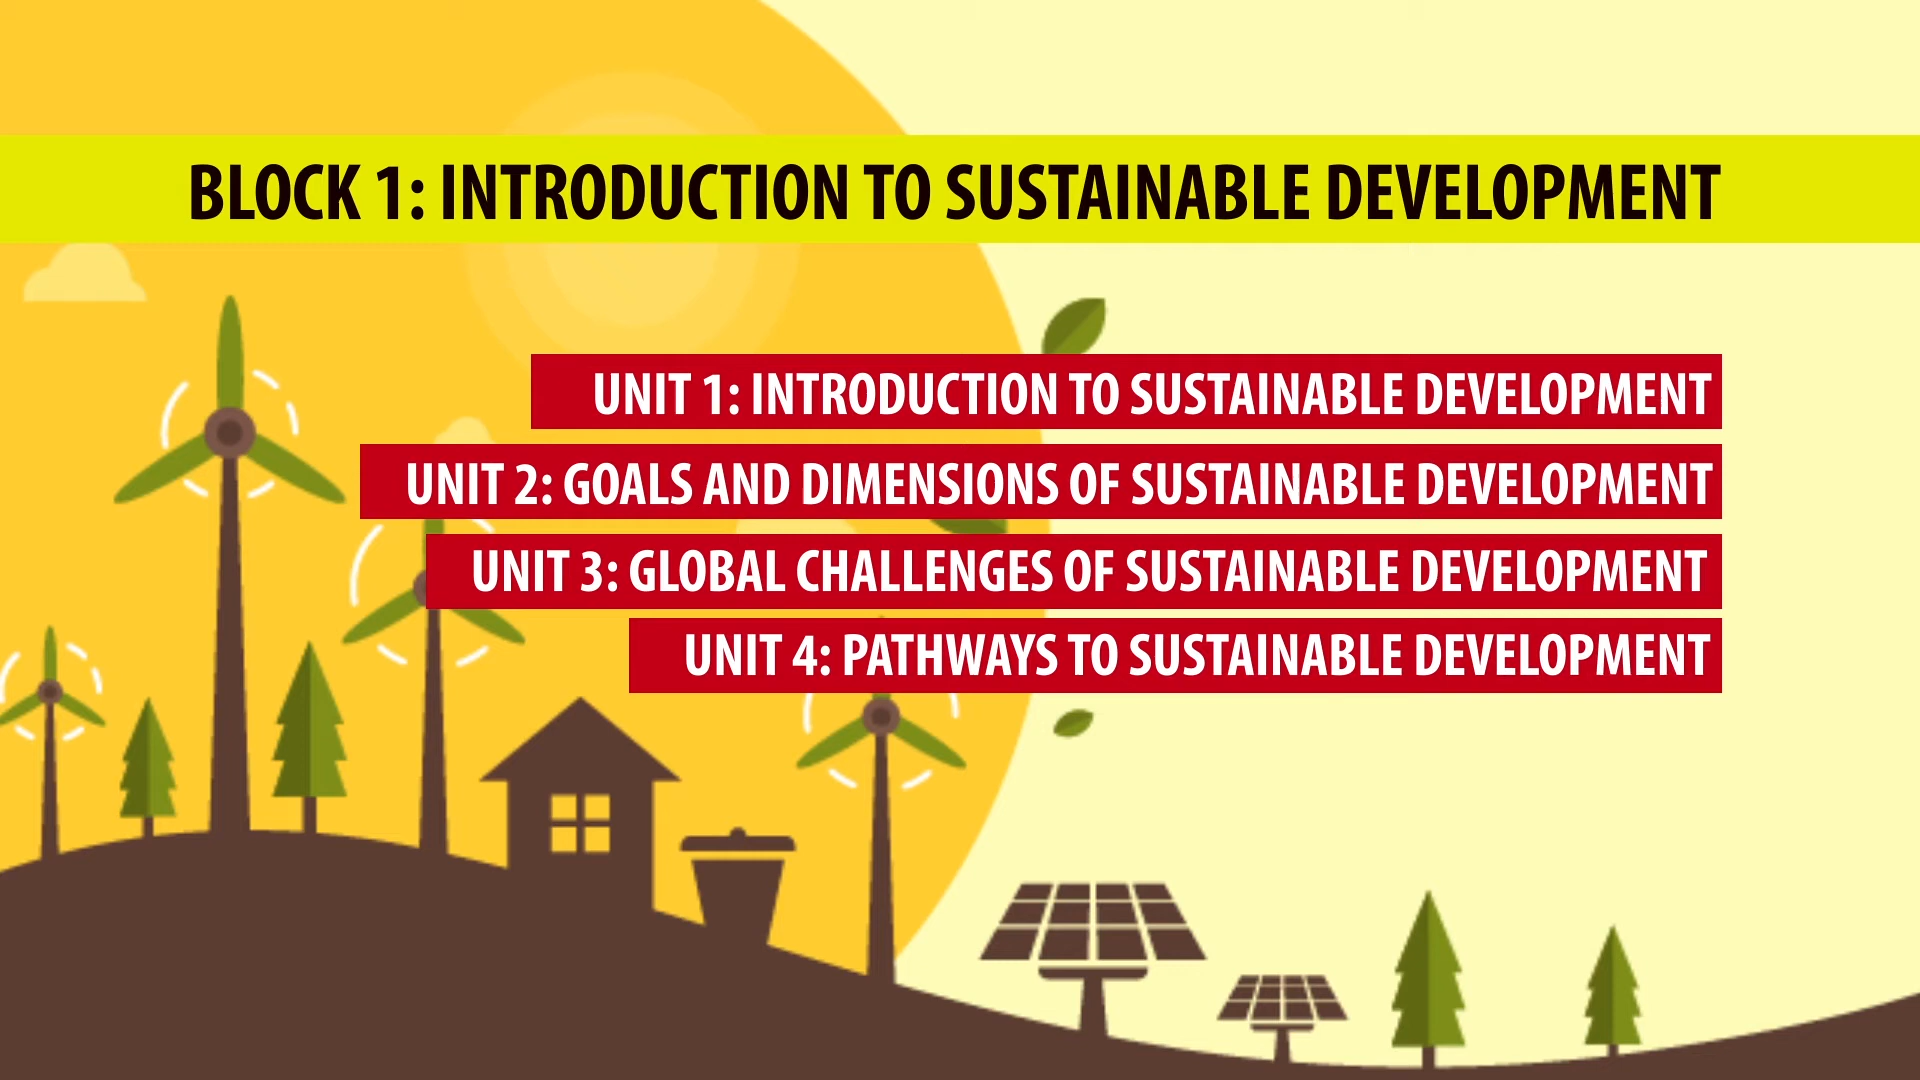 BLOCK 1: INTRODUCTION TO SUSTAINABLE DEVELOPMENT
UNIT 1: INTRODUCTION TO SUSTAINABLE DEVELOPMENT
UNIT 2: GOALS AND DIMENSIONS OF SUSTAINABLE DEVELOPMENT
UNIT 3: GLOBAL CHALLENGES OF SUSTAINABLE DEVELOPMENT
UNIT 4: PATHWAYS TO SUSTAINABLE DEVELOPMENT